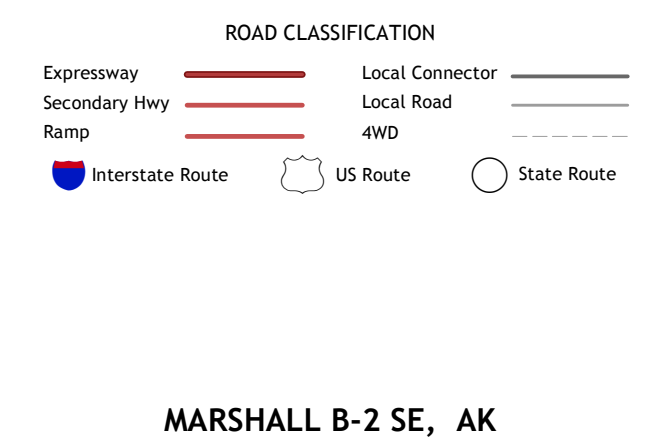 ROAD CLASSIFICATION
Expressway
Local Connector
Secondary Hwy
Local Road
Ramp
4WD
Interstate Route
US Route
State Route
MARSHALL B-2 SE, AK